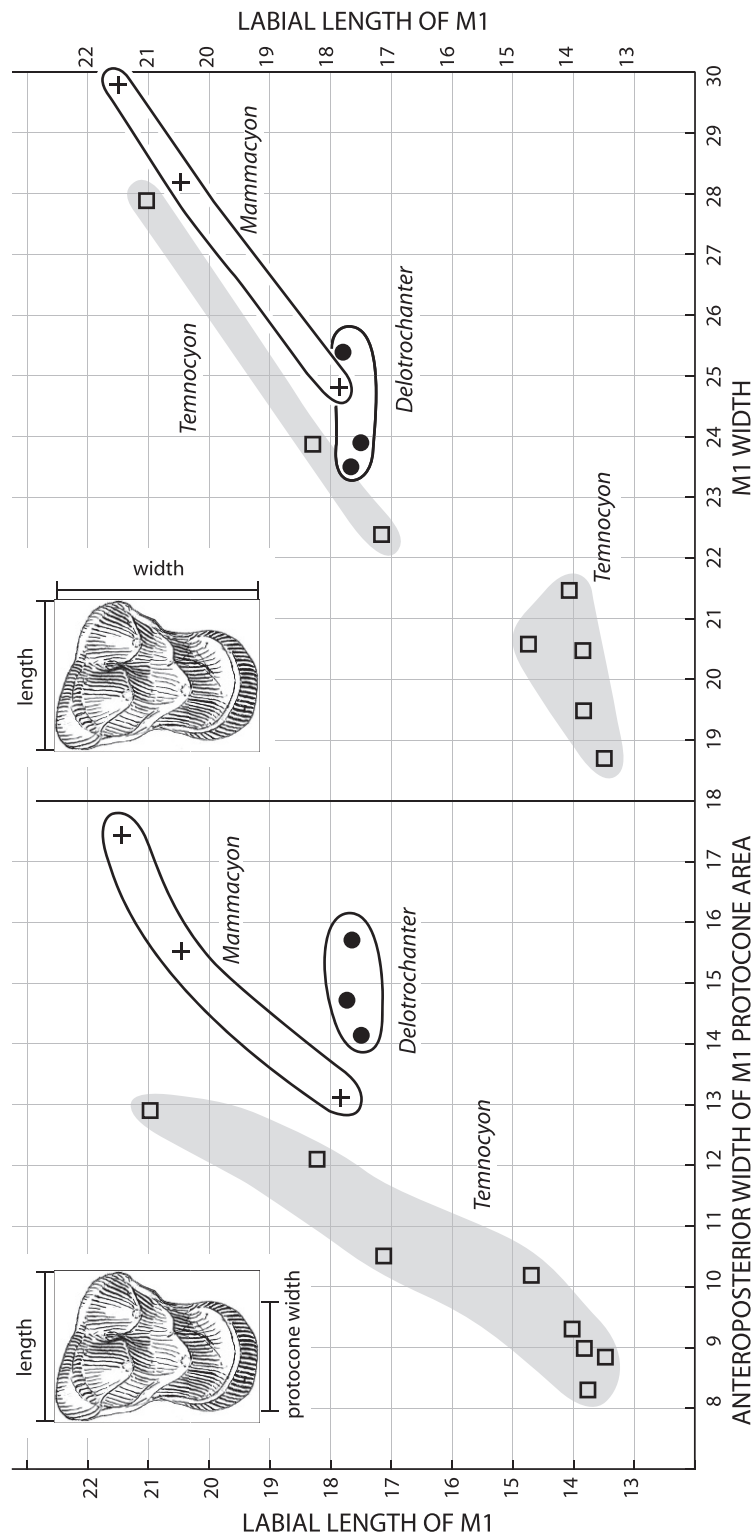 LABIAL LENGTH OF M1
22 21 20 19 18 17 16 15 14 13
30
29
28
27
26
25
24
23
22
21
20
19
18
M1 WIDTH
Mammacyon
Temnocyon
Delotrochanter
Temnocyon
width
length
17
16
15
14
13
12
11
10
9
8
ANTEROPOSTERIOR WIDTH OF M1 PROTOCONE AREA
Mammacyon
Delotrochanter
Temnocyon
length
protocone width
22 21 20 19 18 17 16 15 14 13
LABIAL LENGTH OF M1